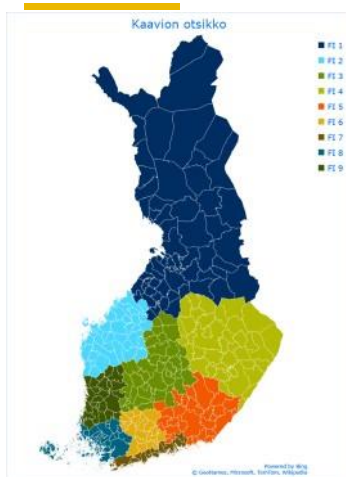 Kaavion otsikko
FI 1
FI 2
FI 3
FI 4
FI 5
FI 6
FI 7
FI 8
FI 9
Powered by Bing
© GeoNames, Microsoft, TomTom, Wikipedia